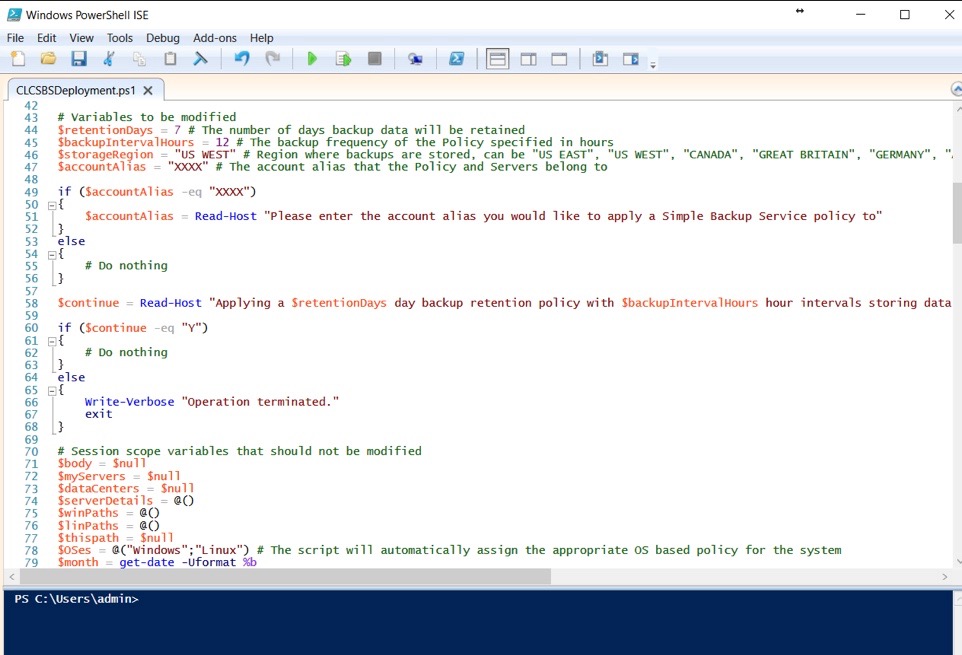 Windows PowerShell ISE
File Edit View Tools Debug Add-ons Help
CLCSBSDeployment.ps1
42
43 # Variables to be modified
44 $retentionDays = 7 # The number of days backup data will be retained
45 $backupIntervalHours = 12 # The backup frequency of the Policy specified in hours
46 $storageRegion = "US WEST" # Region where backups are stored, can be "US EAST", "US WEST", "CANADA", "GREAT BRITAIN", "GERMANY", "
47 $accountAlias = "XXXX" # The account alias that the Policy and Servers belong to
48
49 if ($accountAlias -eq "XXXX")
50 {
51 $accountAlias = Read-Host "Please enter the account alias you would like to apply a Simple Backup Service policy to"
52 }
53 else
54 {
55 # Do nothing
56 }
57
58 $continue = Read-Host "Applying a $retentionDays day backup retention policy with $backupIntervalHours hour intervals storing data
59
60 if ($continue -eq "Y")
61 {
62 # Do nothing
63 }
64 else
65 {
66 Write-Verbose "Operation terminated."
67 exit
68 }
69
70 # Session scope variables that should not be modified
71 $body = $null
72 $myServers = $null
73 $dataCenters = $null
74 $serverDetails = @()
75 $winPaths = @()
76 $linPaths = @()
77 $thispath = $null
78 $OSes = @("Windows";"Linux") # The script will automatically assign the appropriate OS based policy for the system
79 $month = get-date -Uformat %b
PS C:\Users\admin>